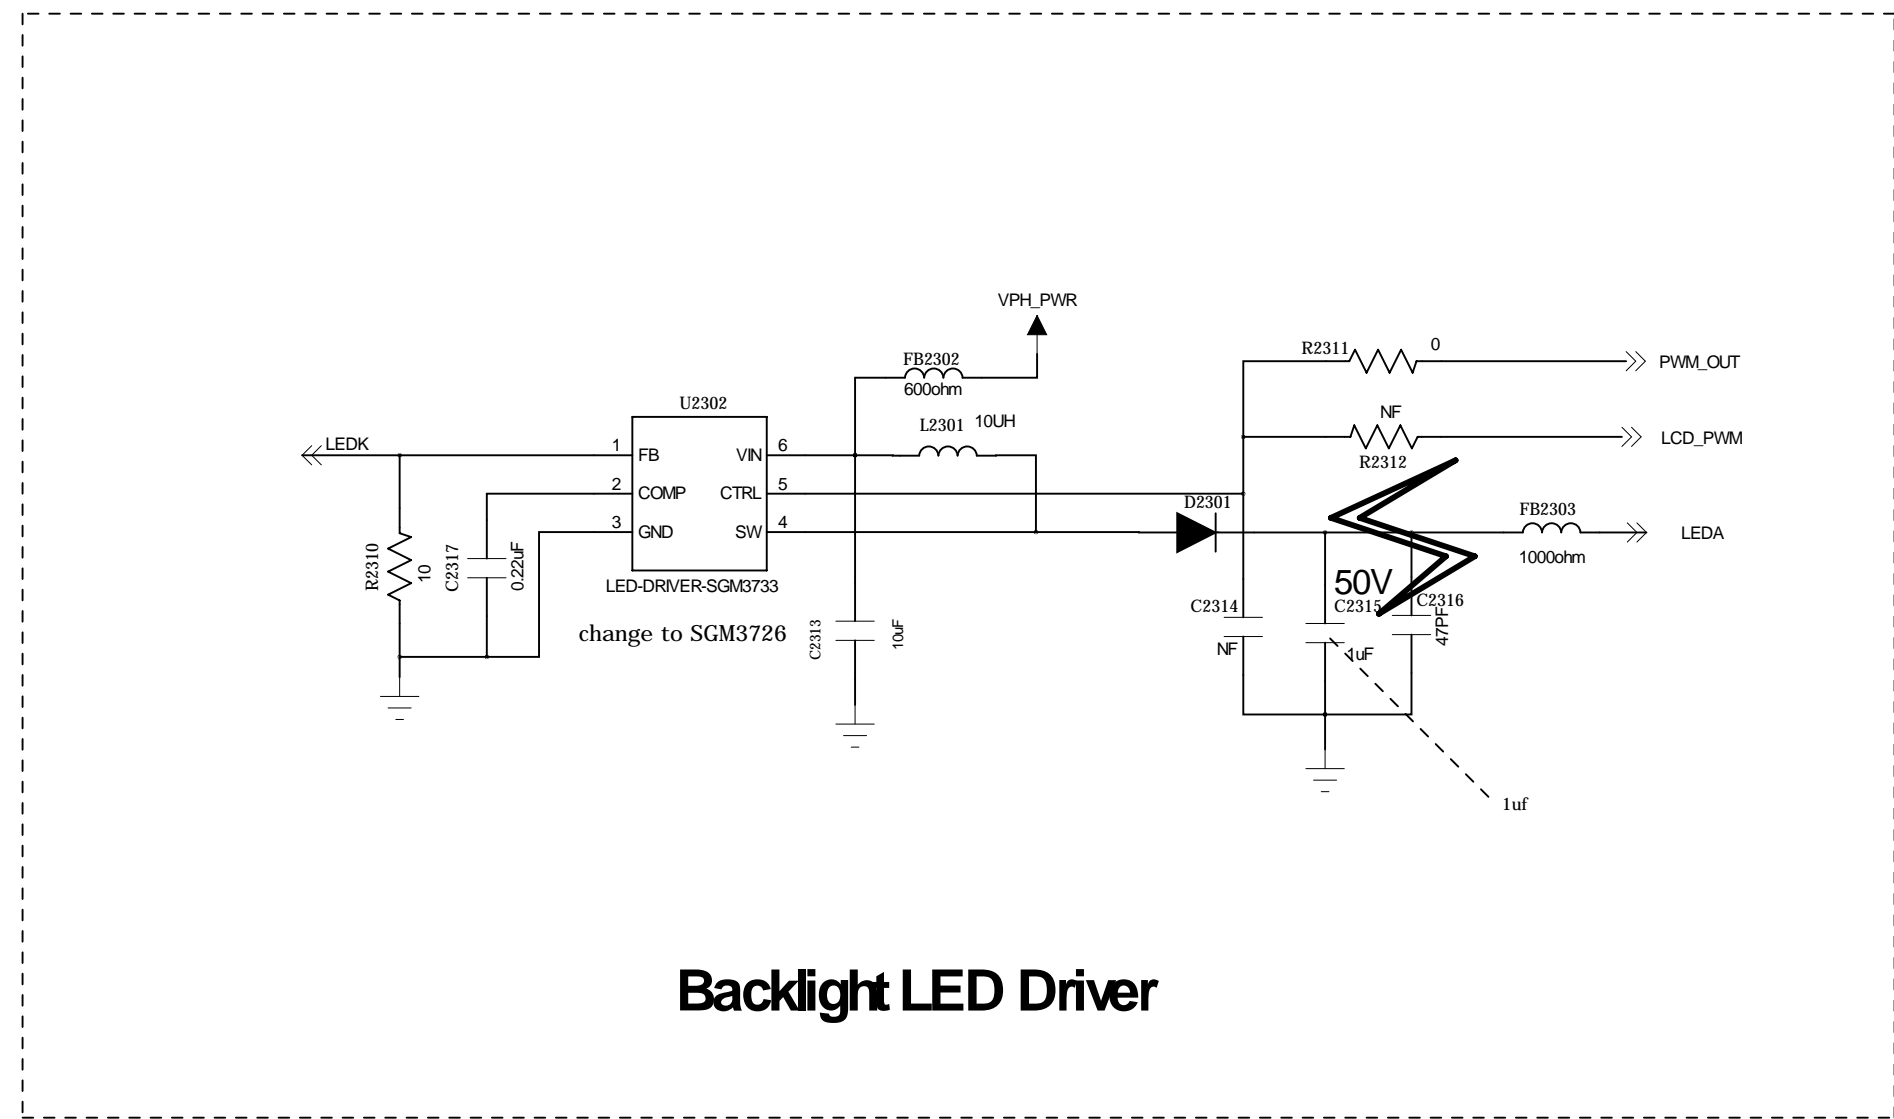 VPH_PWR
FB2302
600ohm
R2311
0
PWM_OUT
U2302
L2301
10UH
NF
LCD_PWM
R2312
LEDK
1
FB
VIN
6
2
COMP
CTRL
5
3
GND
SW
4
D2301
FB2303
1000ohm
LEDA
R2310
10
C2317
0.22uF
LED-DRIVER-SGM3733
change to SGM3726
C2313
10uF
50V
C2314
NF
C2315
1uF
C2316
47PF
1uf
Backlight LED Driver